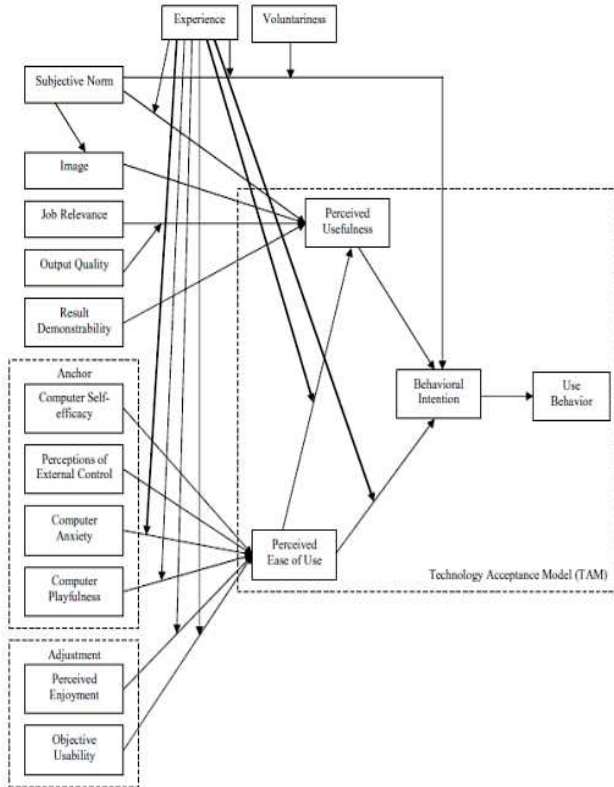 Experience
Voluntariness
Subjective Norm
Image
Job Relevance
Perceived
Usefulness
Output Quality
Result
Demonstrability
Anchor
Computer Self-
efficacy
Behavioral
Intention
Use
Behavior
Perceptions of
External Control
Computer
Anxiety
Perceived
Ease of Use
Computer
Playfulness
Technology Acceptance Model (TAM)
Adjustment
Perceived
Enjoyment
Objective
Usability